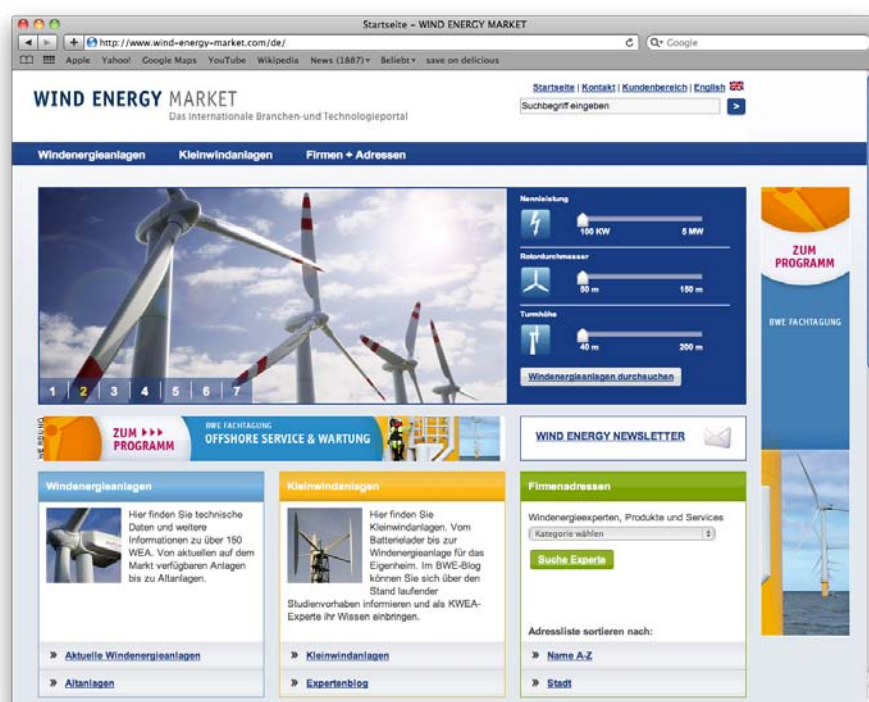 Startseite – WIND ENERGY MARKET
http://www.wind-energy-market.com/de/
Google
Apple Yahoo! Google Maps YouTube Wikipedia News (1887) Beliebt save on delicious
Startseite | Kontakt | Kundenbereich | English
WIND ENERGY MARKET
Das internationale Branchen-und Technologieportal
Suchbegriff eingeben
>
Windenergieanlagen Kleinwindanlagen Firmen + Adressen
Nennleistung
100 KW 5 MW
Rotordurchmesser
50 m 150 m
Turmhöhe
40 m 200 m
Windenergieanlagen durchsuchen
1 2 3 4 5 6 7
ZUM
PROGRAMM
BWE FACHTAGUNG
WERBUNG
ZUM
PROGRAMM
BWE FACHTAGUNG
OFFSHORE SERVICE & WARTUNG
WIND ENERGY NEWSLETTER
Windenergieanlagen
Hier finden Sie technische
Daten und weitere
Informationen zu über 150
WEA. Von aktuellen auf dem
Markt verfügbaren Anlagen
bis zu Altanlagen.
» Aktuelle Windenergieanlagen
» Altanlagen
Kleinwindanlagen
Hier finden Sie
Kleinwindanlagen. Vom
Batterielader bis zur
Windenergieanlage für das
Eigenheim. Im BWE-Blog
können Sie sich über den
Stand laufender
Studienvorhaben informieren und als KWEA-
Experte ihr Wissen einbringen.
» Kleinwindanlagen
» Expertenblog
Firmenadressen
Windenergieexperten, Produkte und Services
Kategorie wählen
Suche Experte
Adressliste sortieren nach:
» Name A-Z
» Stadt